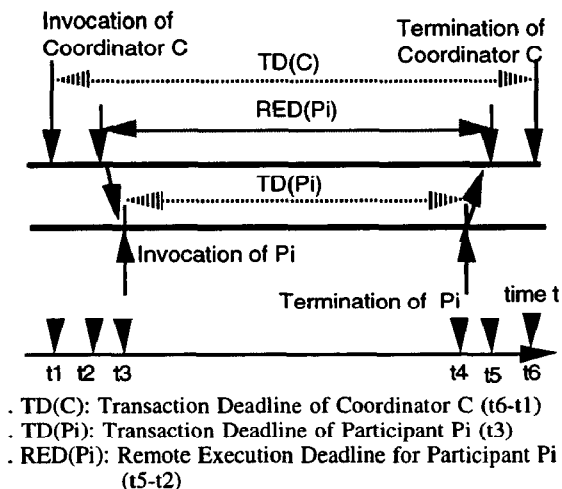 Invocation of
Coordinator C
Termination of
Coordinator C
TD(C)
RED(Pi)
TD(Pi)
Invocation of Pi
Termination of Pi
time t
t1 t2 t3 t4 t5 t6
. TD(C): Transaction Deadline of Coordinator C (t6-t1)
. TD(Pi): Transaction Deadline of Participant Pi (t3)
. RED(Pi): Remote Execution Deadline for Participant Pi
(t5-t2)